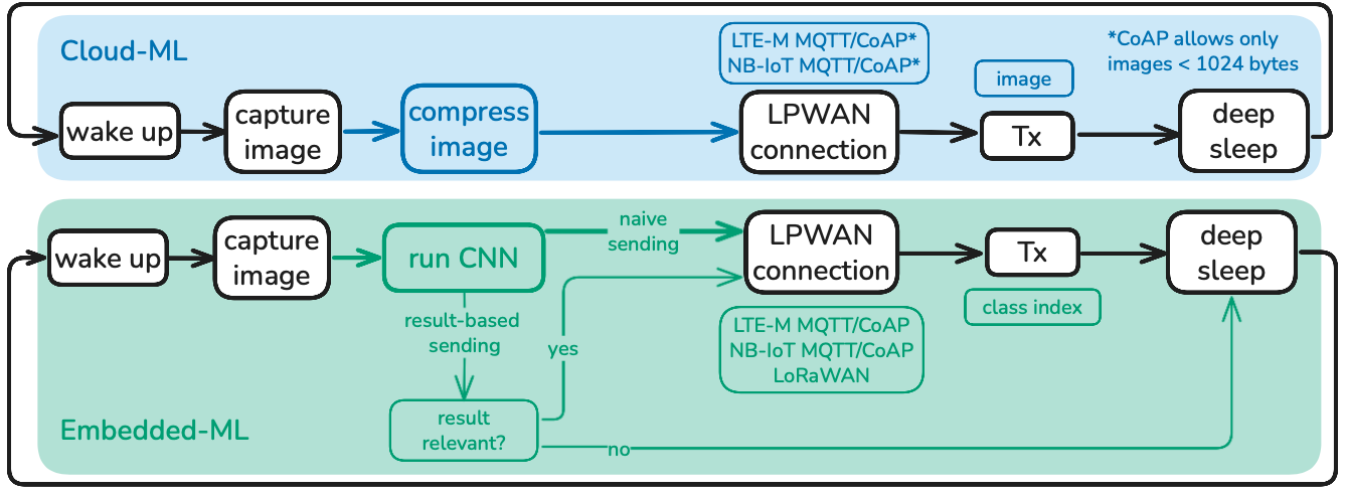 Cloud-ML
LTE-M MQTT/CoAP*
NB-IoT MQTT/CoAP*
*CoAP allows only
images < 1024 bytes
image
wake up
capture
image
compress
image
LPWAN
connection
Tx
deep
sleep
wake up
capture
image
run CNN
naive
sending
LPWAN
connection
Tx
deep
sleep
class index
result-based
sending
yes
LTE-M MQTT/CoAP
NB-IoT MQTT/CoAP
LoRaWAN
result
relevant?
no
Embedded-ML